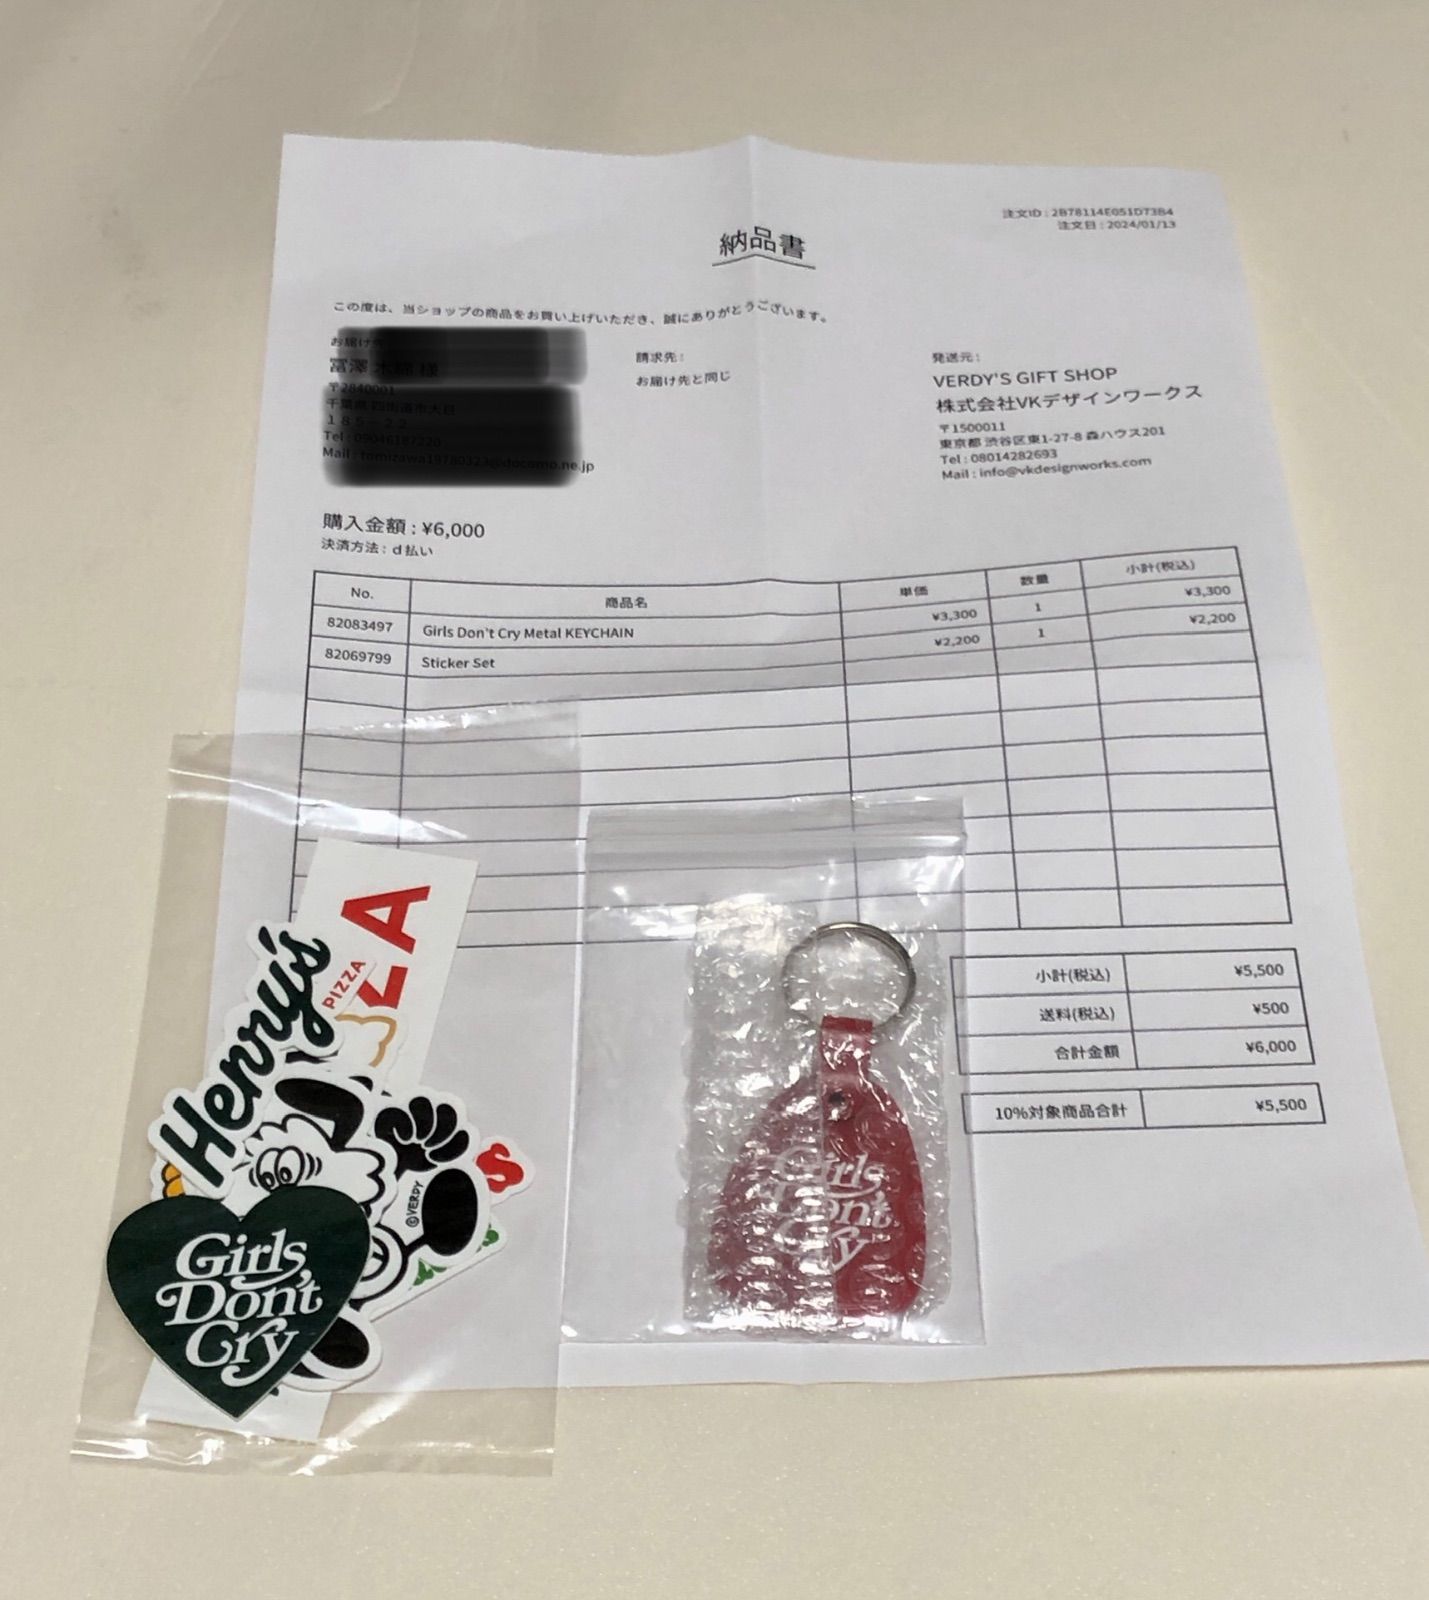 注文ID : 2B78114E051D73B4
注文日 : 2024/01/13
納品書
この度は、当ショップの商品をお買い上げいただき、誠にありがとうございます。
請求先 :
お届け先と同じ
発送元 :
VERDY'S GIFT SHOP
株式会社VKデザインワークス
〒1500011
東京都 渋谷区東1-27-8 森ハウス201
Tel : 08014282693
Mail : info@vkdesignworks.com
購入金額 : ¥6,000
決済方法 : d払い
No. 商品名 単価 数量 小計(税込)
82083497 Girls Don't Cry Metal KEYCHAIN ¥3,300 1 ¥3,300
82069799 Sticker Set ¥2,200 1 ¥2,200
小計(税込) ¥5,500
送料(税込) ¥500
合計金額 ¥6,000
10%対象商品合計 ¥5,500
ZA
Henry's
PIZZA
©VERDY
S
Girls
Don't
Cry
Girls
Don't
Cry